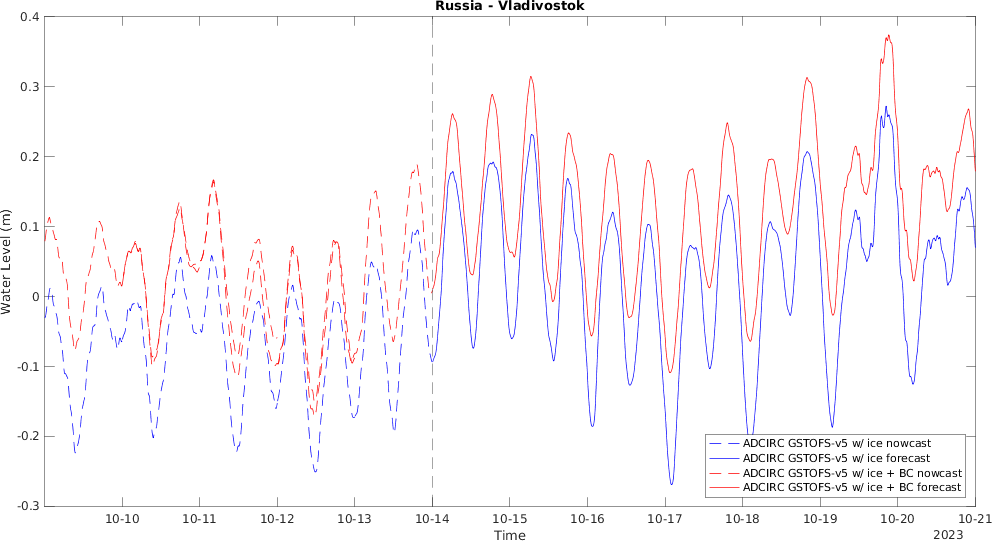 Russia - Vladivostok
0.4
0.3
0.2
0.1
0
-0.1
-0.2
-0.3
Water Level (m)
ADCIRC GSTOFS-v5 w/ ice nowcast
ADCIRC GSTOFS-v5 w/ ice forecast
ADCIRC GSTOFS-v5 w/ ice + BC nowcast
ADCIRC GSTOFS-v5 w/ ice + BC forecast
10-10 10-11 10-12 10-13 10-14 10-15 10-16 10-17 10-18 10-19 10-20 10-21
Time
2023